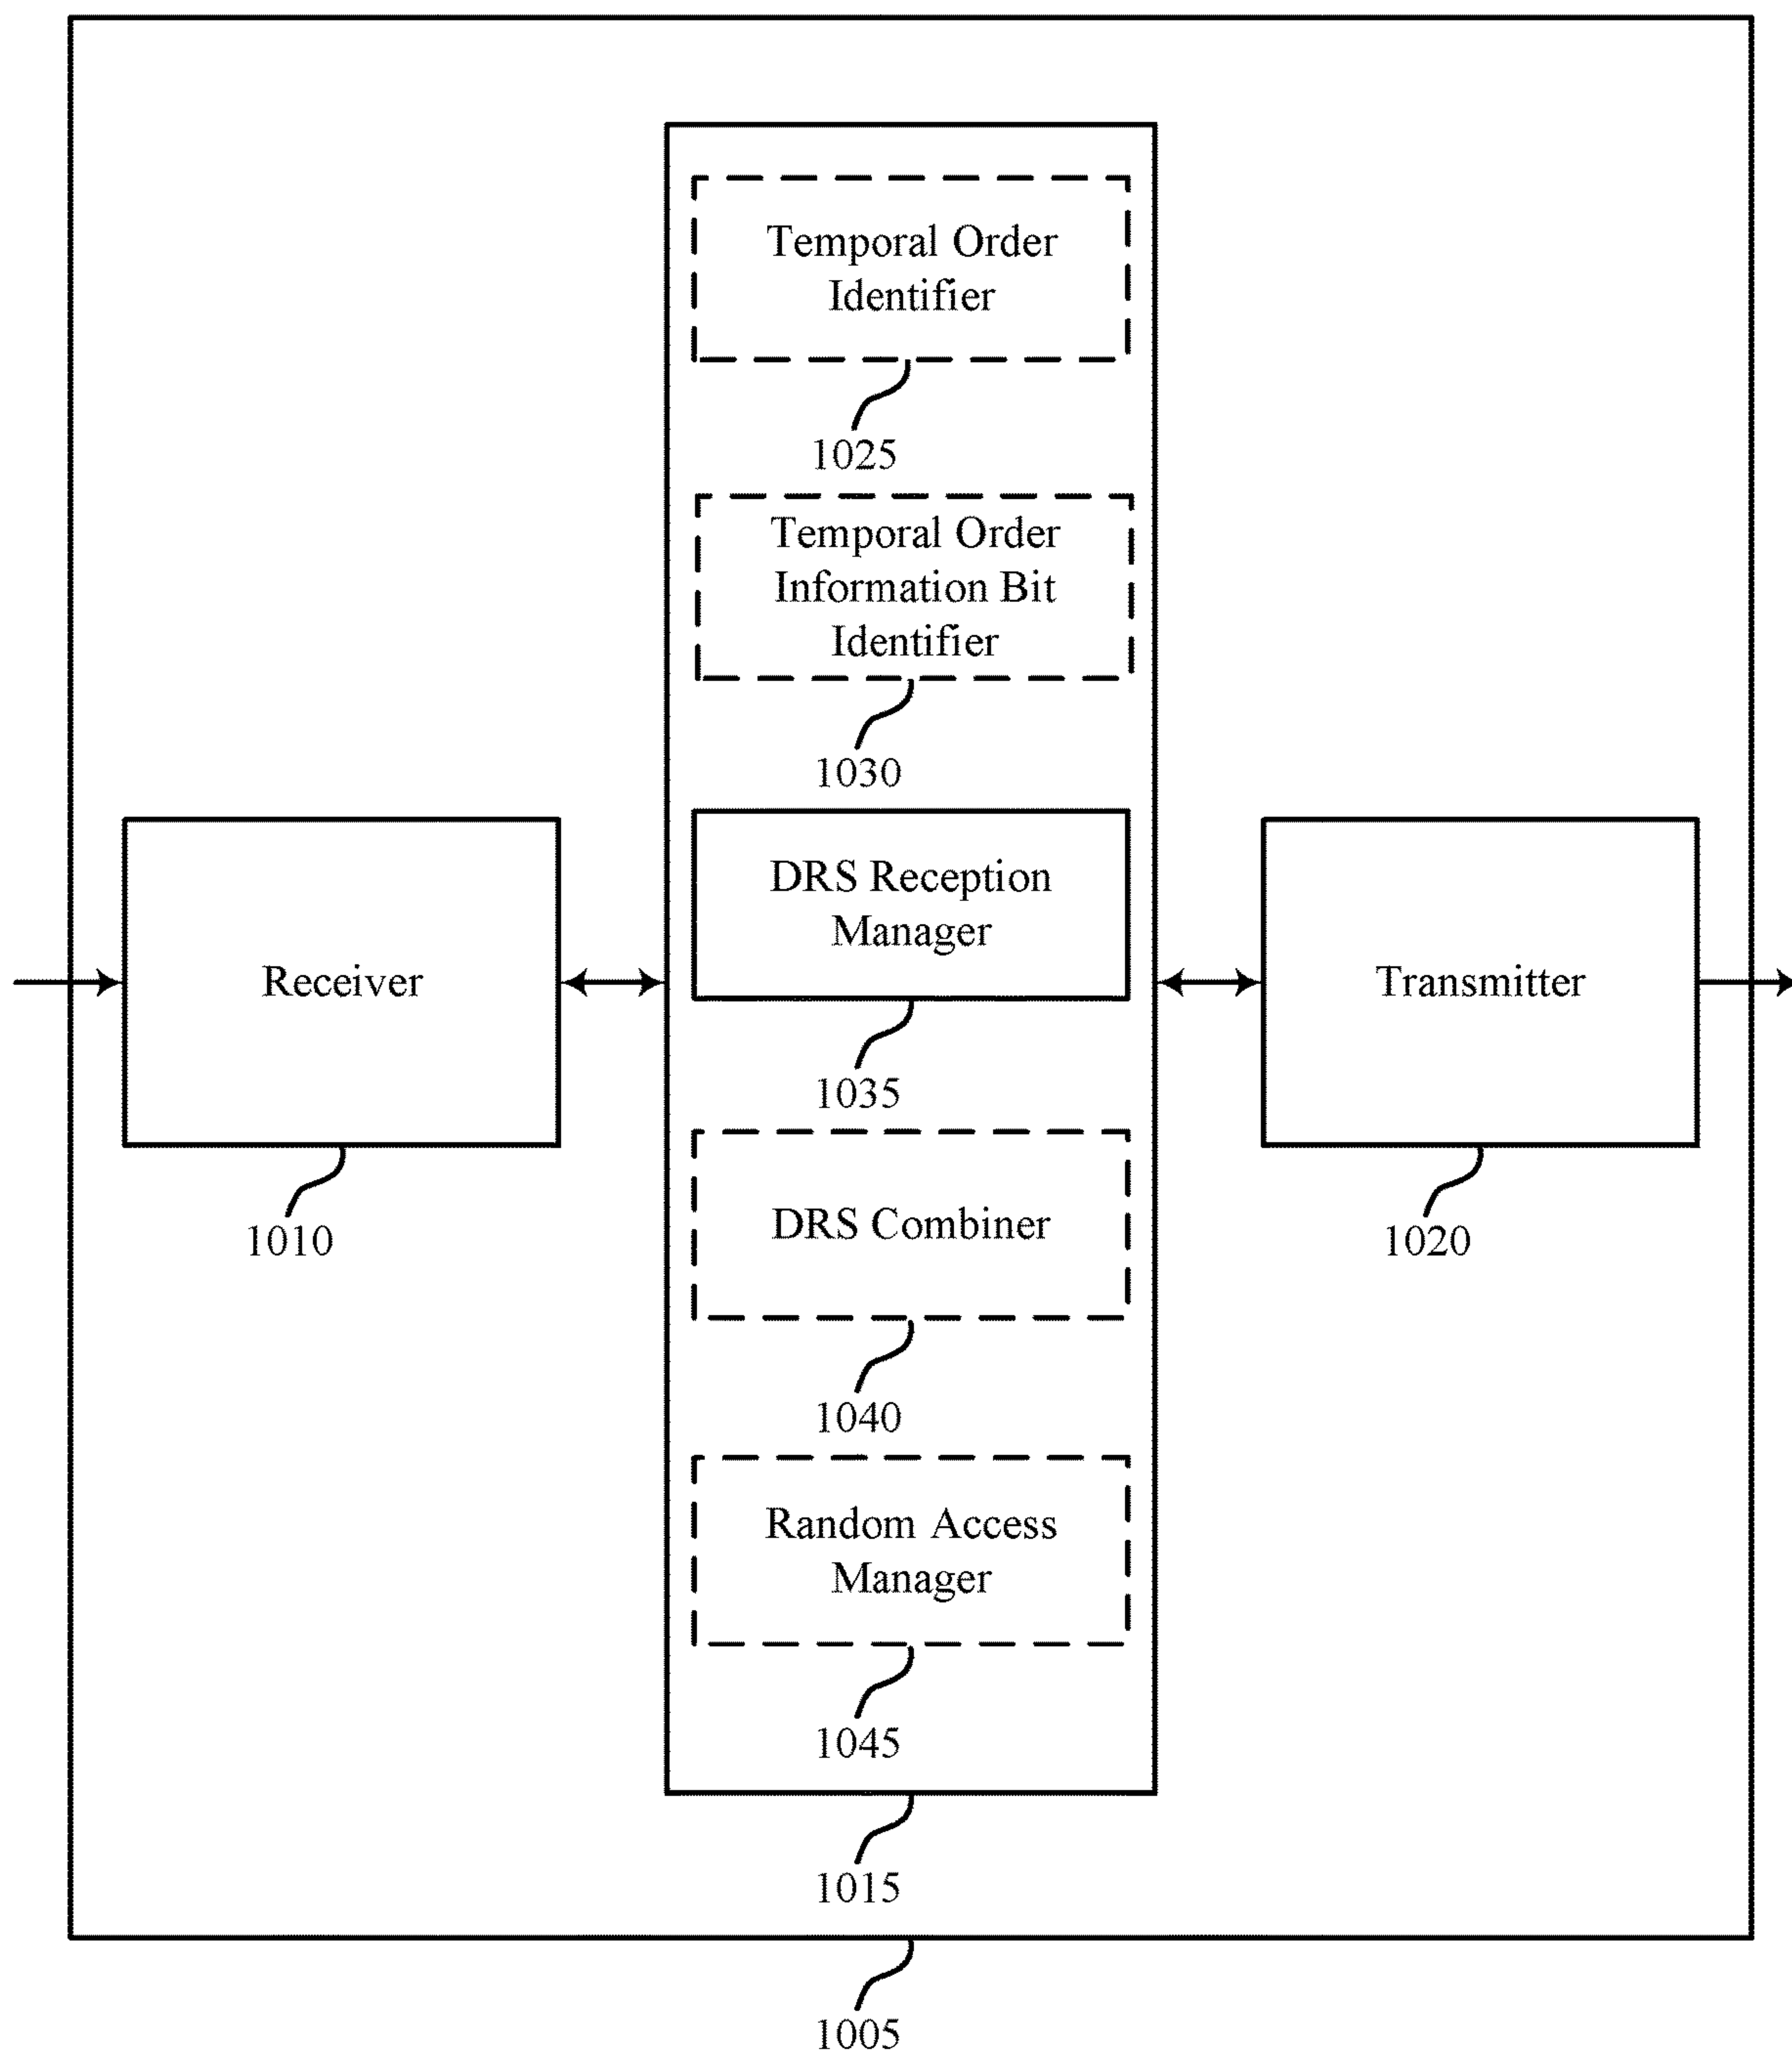 Temporal Order
Identifier
1025
Temporal Order
Information Bit
Identifier
1030
DRS Reception
Manager
1035
Receiver
1010
Transmitter
1020
DRS Combiner
1040
Random Access
Manager
1045
1015
1005